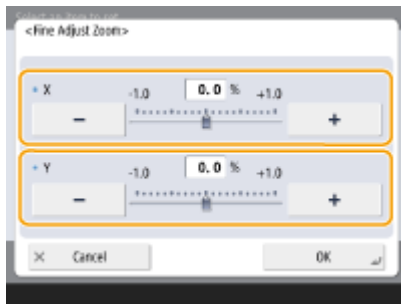 <Fine Adjust Zoom>
X
-1.0 0.0 % +1.0
− +
Y
-1.0 0.0 % +1.0
− +
× Cancel OK